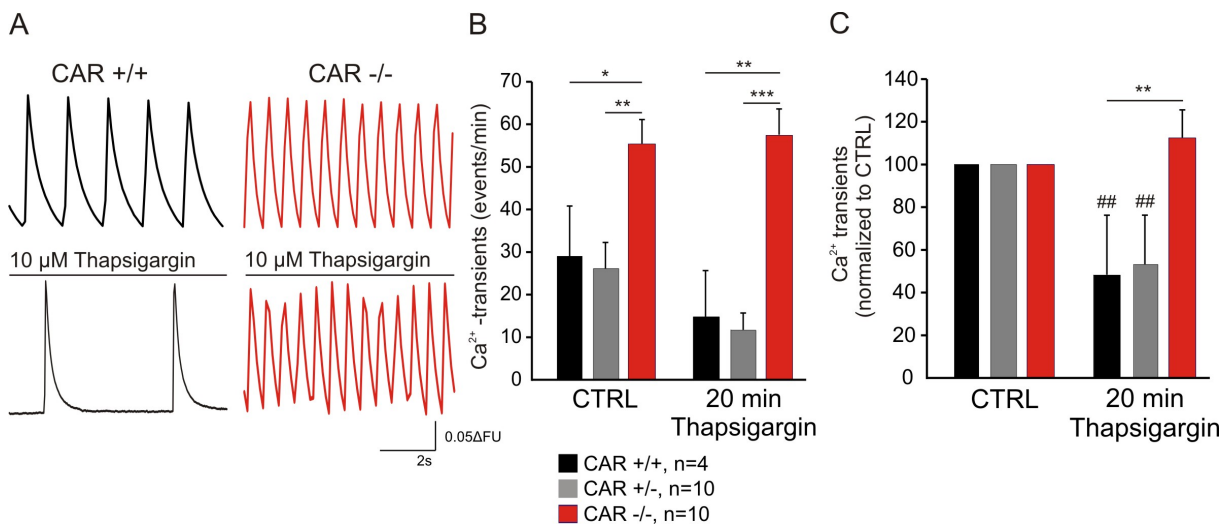 A
CAR +/+
CAR -/-
10 µM Thapsigargin
10 µM Thapsigargin
0.05ΔFU
2s
B
Ca²⁺ -transients (events/min)
70
60
50
40
30
20
10
0
*
**
**
***
CTRL
20 min
Thapsigargin
CAR +/+, n=4
CAR +/-, n=10
CAR -/-, n=10
C
Ca²⁺ transients
(normalized to CTRL)
140
120
100
80
60
40
20
0
**
##
##
CTRL
20 min
Thapsigargin